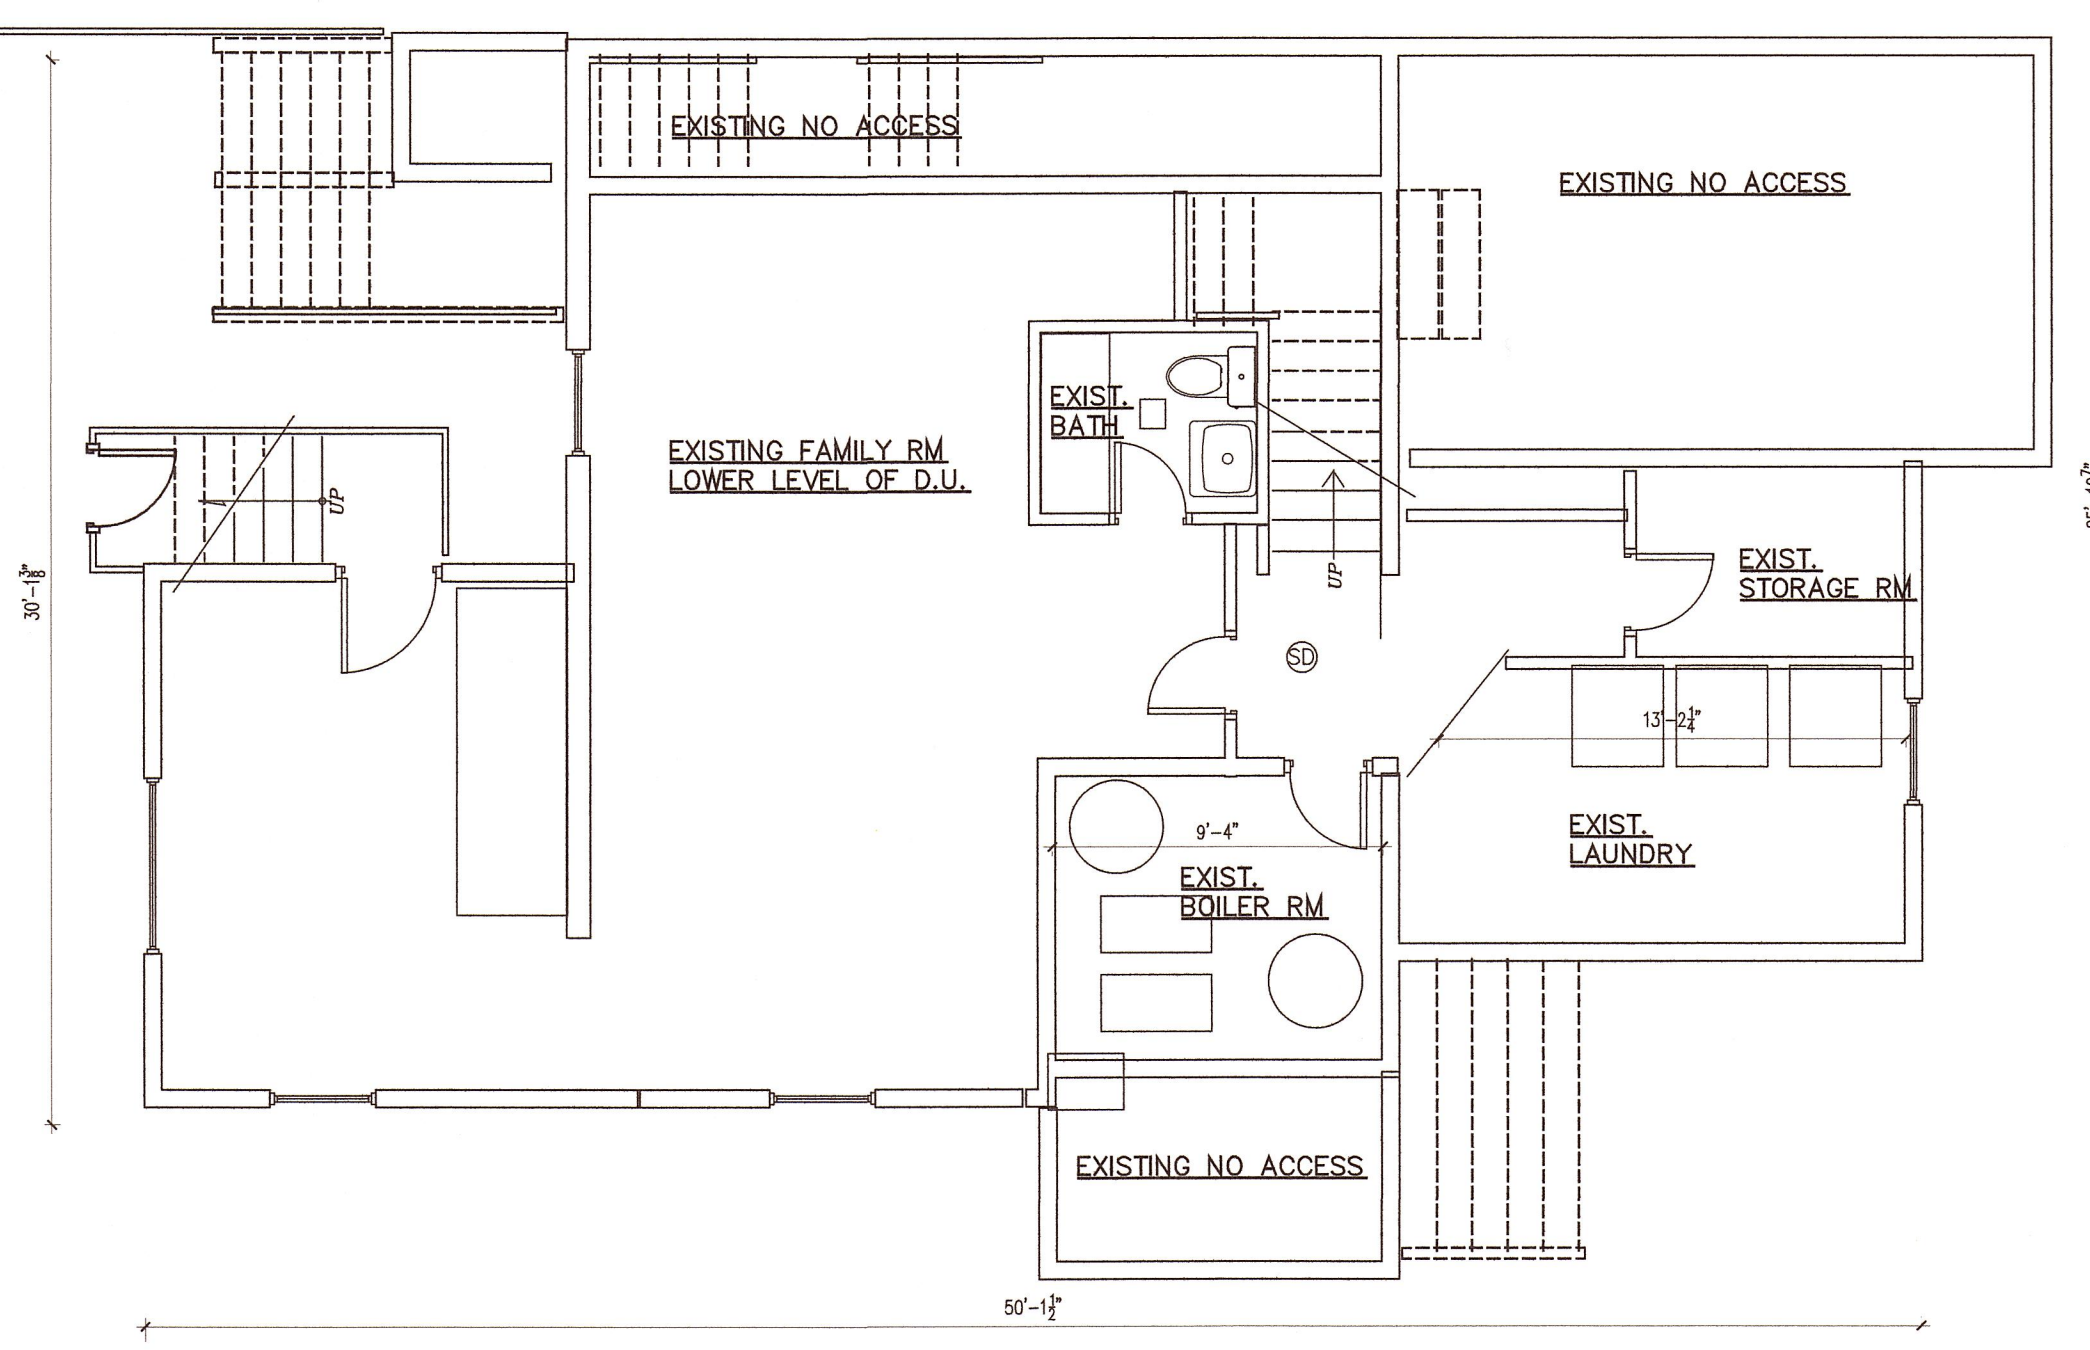 EXISTING NO ACCESS
EXISTING NO ACCESS
EXIST.
BATH
EXISTING FAMILY RM
LOWER LEVEL OF D.U.
UP
UP
EXIST.
STORAGE RM
30'-1⅜"
SD
13'-2¼"
9'-4"
EXIST.
LAUNDRY
EXIST.
BOILER RM
EXISTING NO ACCESS
50'-1½"